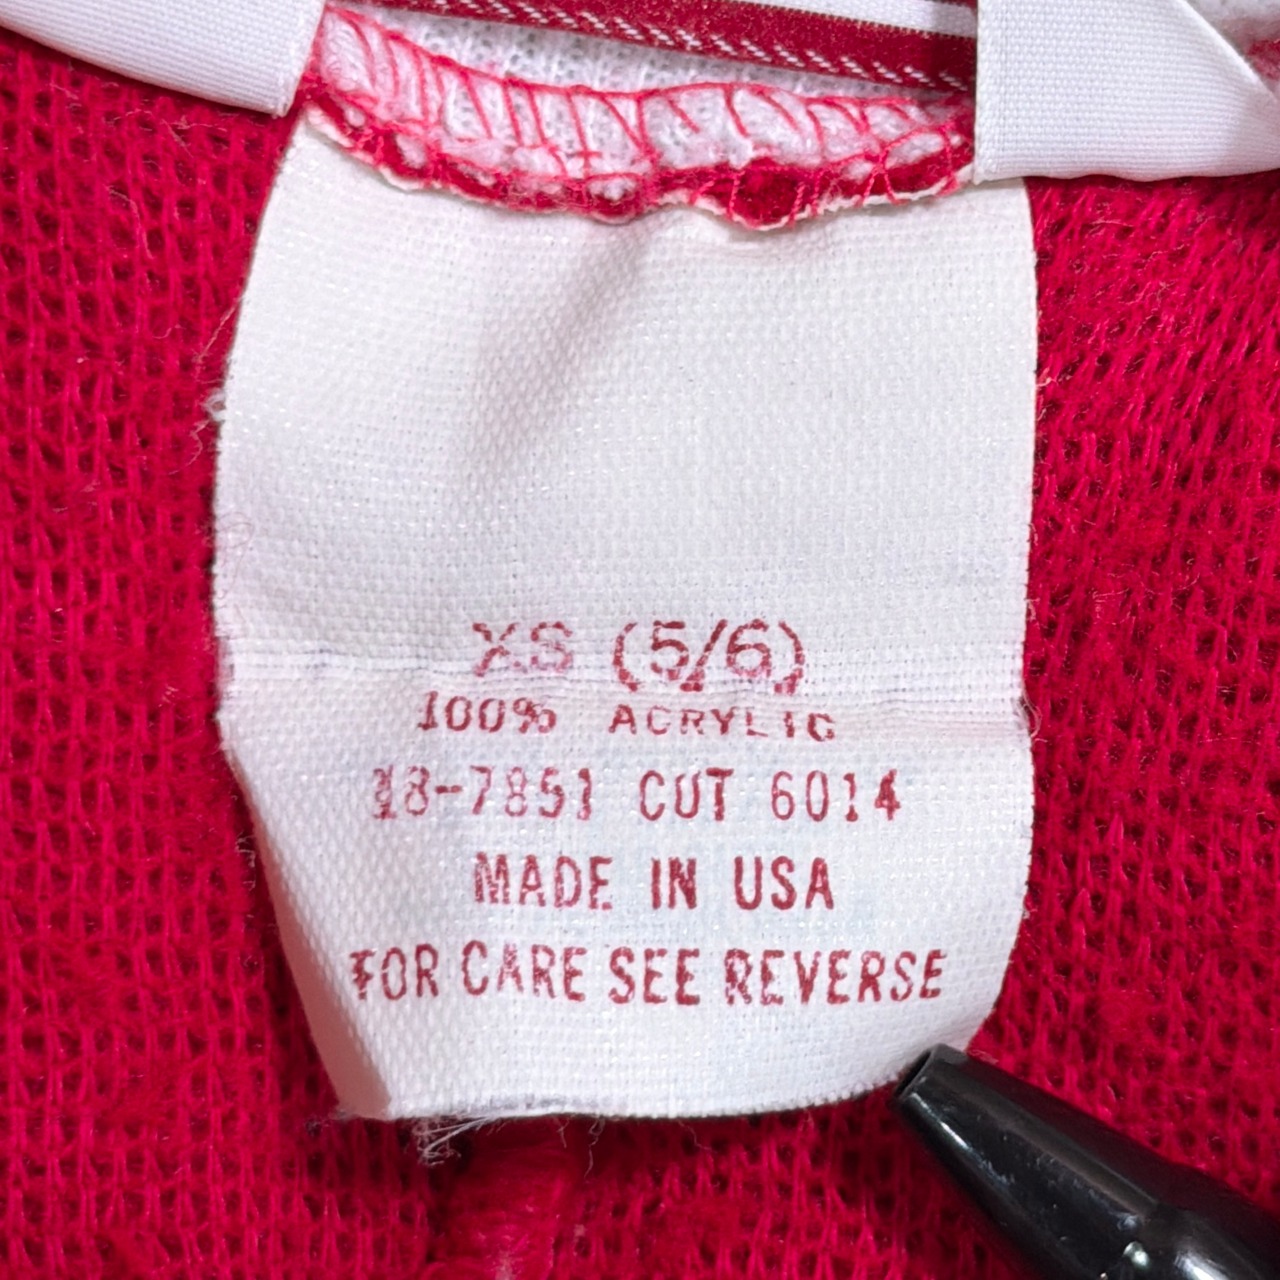 XS (5/6)
100% ACRYLIC
18-7851 CUT 6014
MADE IN USA
FOR CARE SEE REVERSE